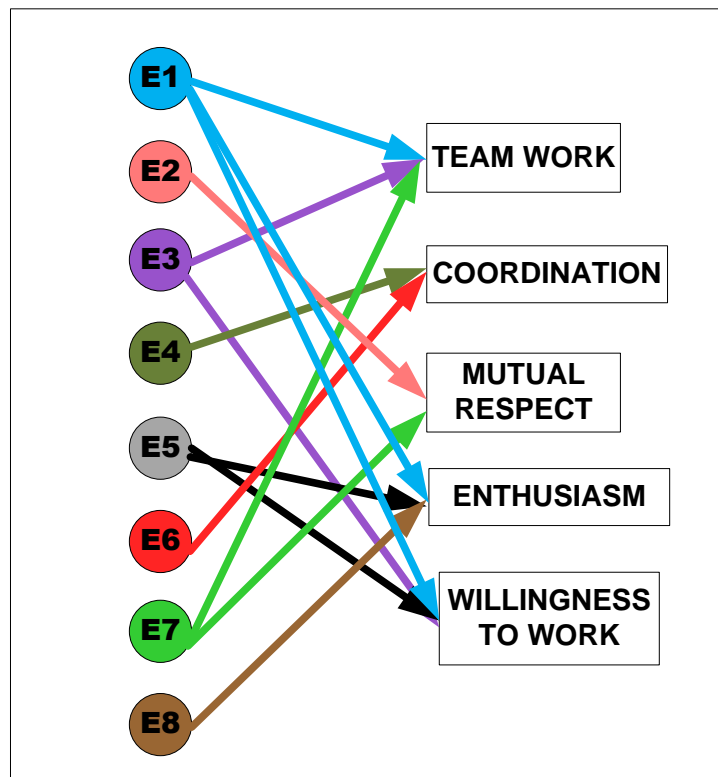 E1
E2
E3
E4
E5
E6
E7
E8
TEAM WORK
COORDINATION
MUTUAL
RESPECT
ENTHUSIASM
WILLINGNESS
TO WORK